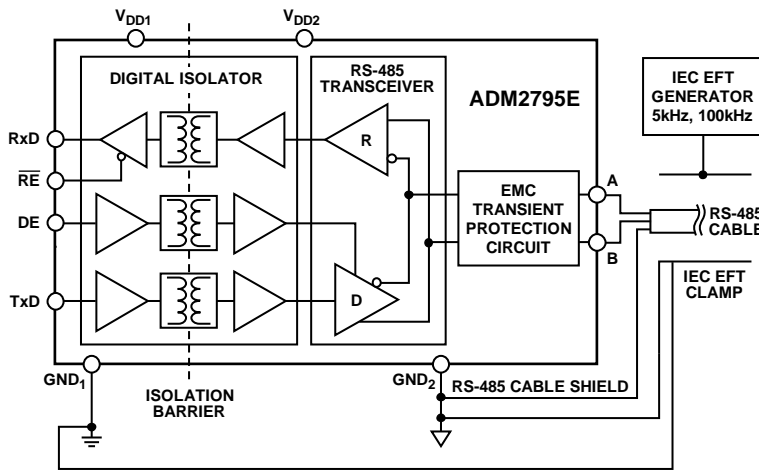 VDD1
VDD2
DIGITAL ISOLATOR
RS-485
TRANSCEIVER
ADM2795E
IEC EFT
GENERATOR
5kHz, 100kHz
RxD
R
RE
DE
EMC
TRANSIENT
PROTECTION
CIRCUIT
A
B
RS-485
CABLE
TxD
D
IEC EFT
CLAMP
GND1
ISOLATION
BARRIER
GND2
RS-485 CABLE SHIELD